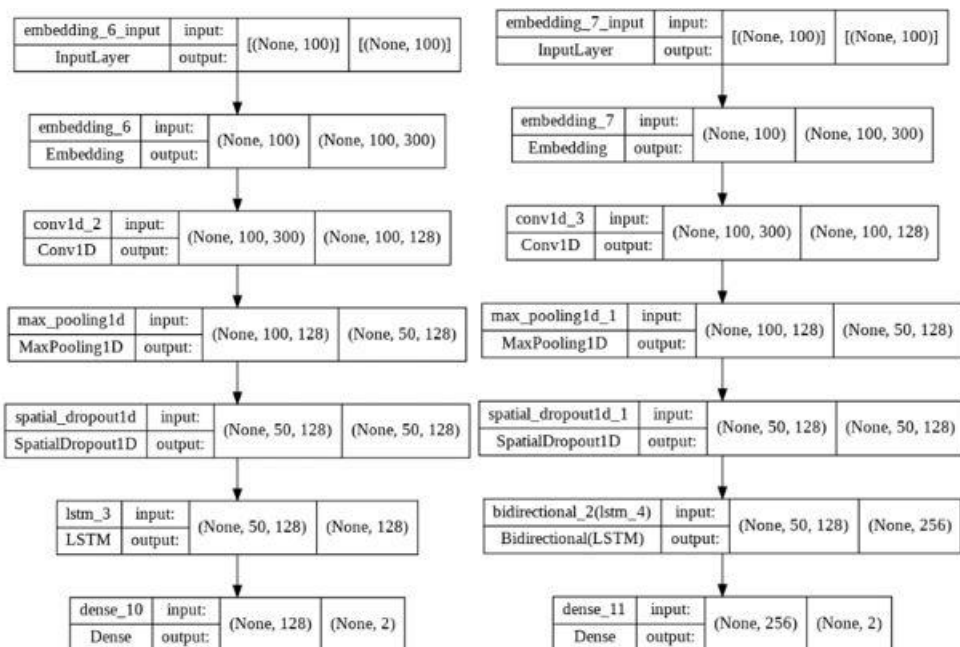 embedding_6_input input: [(None, 100)] [(None, 100)]
InputLayer output:
embedding_6 input: (None, 100) (None, 100, 300)
Embedding output:
conv1d_2 input: (None, 100, 300) (None, 100, 128)
Conv1D output:
max_pooling1d input: (None, 100, 128) (None, 50, 128)
MaxPooling1D output:
spatial_dropout1d input: (None, 50, 128) (None, 50, 128)
SpatialDropout1D output:
lstm_3 input: (None, 50, 128) (None, 128)
LSTM output:
dense_10 input: (None, 128) (None, 2)
Dense output:
embedding_7_input input: [(None, 100)] [(None, 100)]
InputLayer output:
embedding_7 input: (None, 100) (None, 100, 300)
Embedding output:
conv1d_3 input: (None, 100, 300) (None, 100, 128)
Conv1D output:
max_pooling1d_1 input: (None, 100, 128) (None, 50, 128)
MaxPooling1D output:
spatial_dropout1d_1 input: (None, 50, 128) (None, 50, 128)
SpatialDropout1D output:
bidirectional_2(lstm_4) input: (None, 50, 128) (None, 256)
Bidirectional(LSTM) output:
dense_11 input: (None, 256) (None, 2)
Dense output: